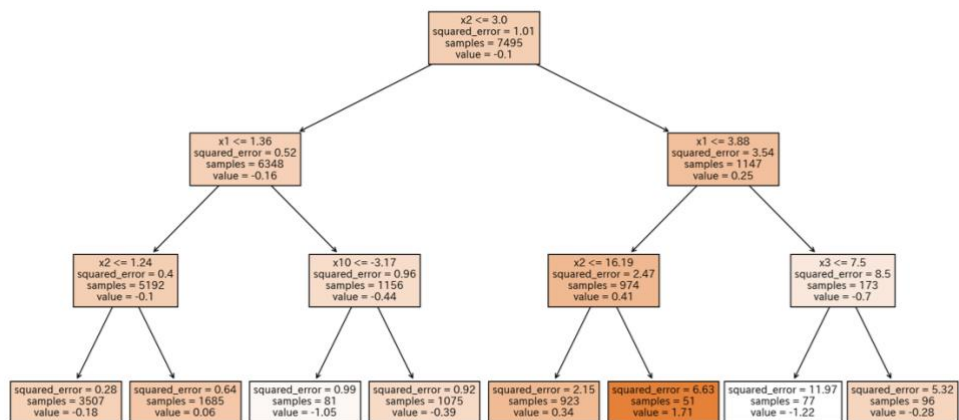 x2 <= 3.0
squared_error = 1.01
samples = 7495
value = -0.1
x1 <= 1.36
squared_error = 0.52
samples = 6348
value = -0.16
x1 <= 3.88
squared_error = 3.54
samples = 1147
value = 0.25
x2 <= 1.24
squared_error = 0.4
samples = 5192
value = -0.1
x10 <= -3.17
squared_error = 0.96
samples = 1156
value = -0.44
x2 <= 16.19
squared_error = 2.47
samples = 974
value = 0.41
x3 <= 7.5
squared_error = 8.5
samples = 173
value = -0.7
squared_error = 0.28
samples = 3507
value = -0.18
squared_error = 0.64
samples = 1685
value = 0.06
squared_error = 0.99
samples = 81
value = -1.05
squared_error = 0.92
samples = 1075
value = -0.39
squared_error = 2.15
samples = 923
value = 0.34
squared_error = 6.63
samples = 51
value = 1.71
squared_error = 11.97
samples = 77
value = -1.22
squared_error = 5.32
samples = 96
value = -0.28